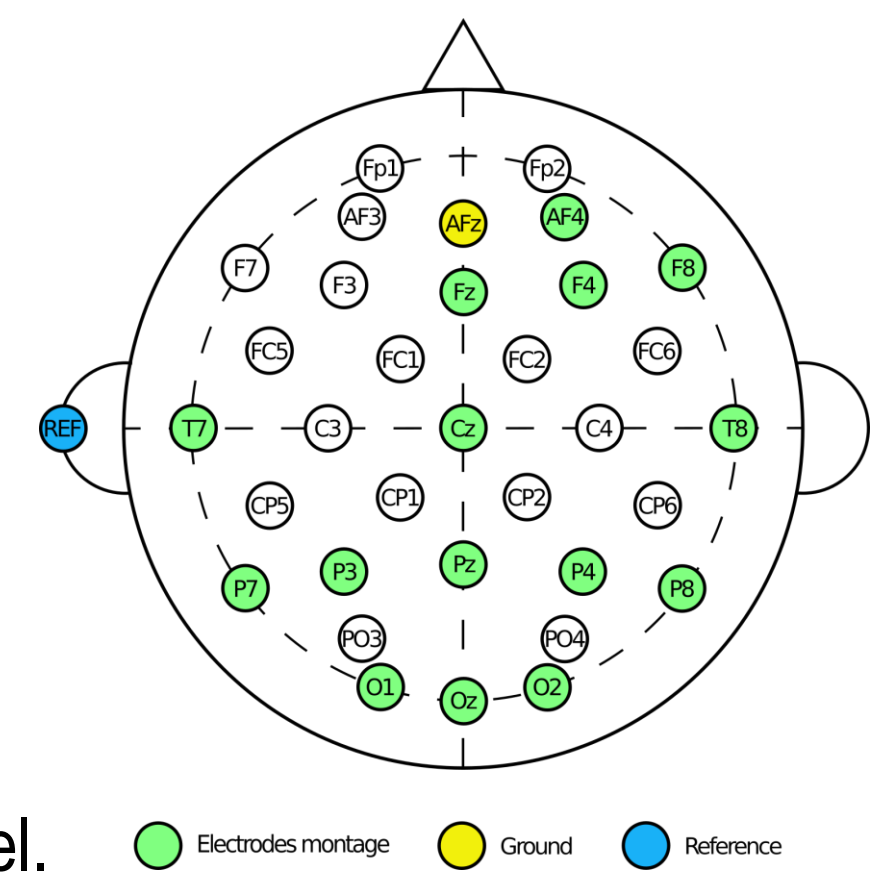 Fp1 Fp2
AF3 AFz AF4
F7 F3 Fz F4 F8
FC5 FC1 FC2 FC6
REF T7 C3 Cz C4 T8
CP5 CP1 CP2 CP6
P7 P3 Pz P4 P8
PO3 PO4
O1 Oz O2
el.
Electrodes montage Ground Reference